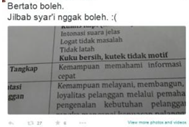 Bertato boleh.
Jilbab syar'i nggak boleh. :(
Intonasi suara jelas
Logat tidak masalah
Tidak latah
Kuku bersih, kutek tidak motif
Tangkap
Kemampuan memahami informasi
cepat
Kemampuan melayani, membangun,
loyalitas pelanggan melalui pemaha
pengenalan kebutuhan pelangga
View more photos and videos